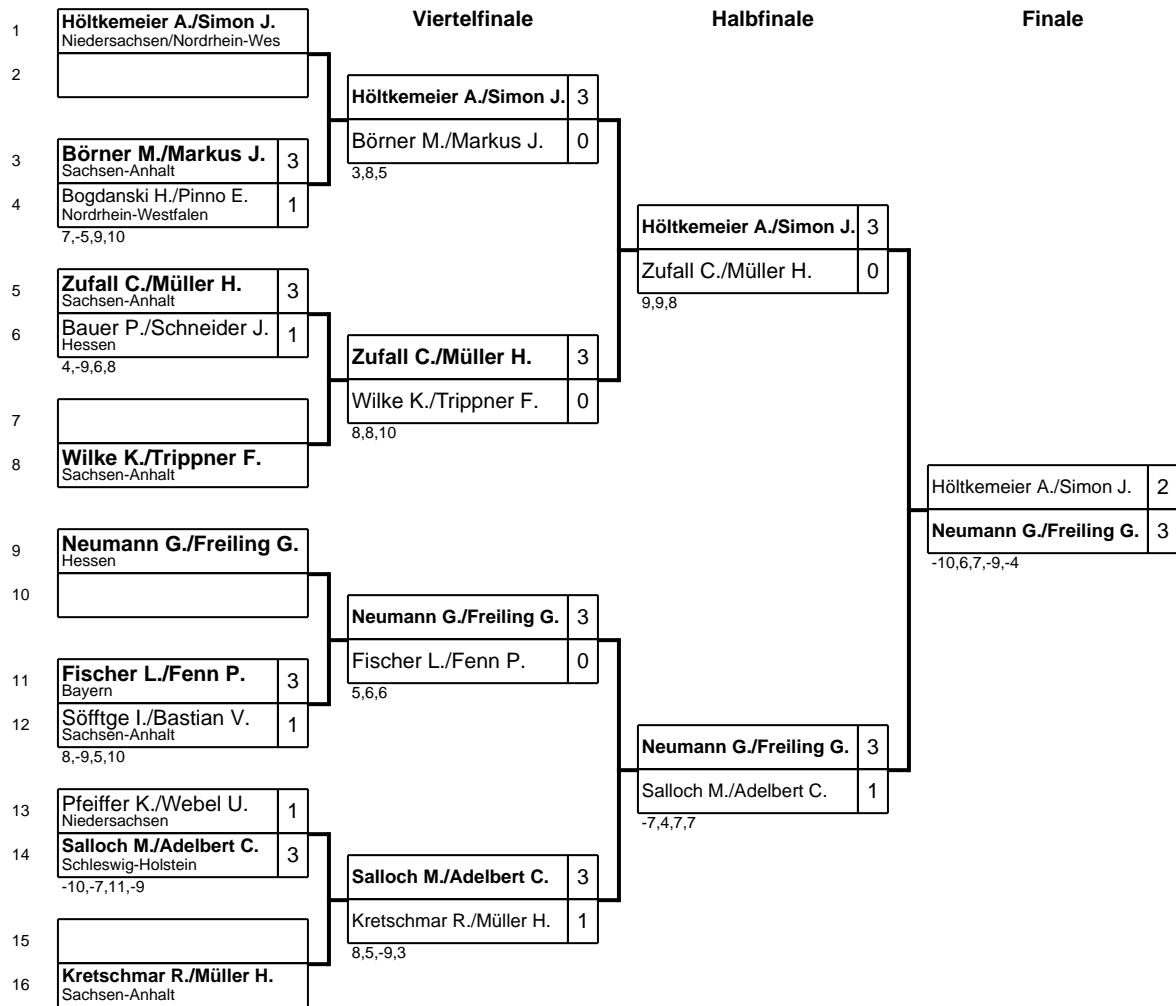 Viertelfinale
Halbfinale
Finale
1
Höltkemeier A./Simon J.
Niedersachsen/Nordrhein-Wes
2
3
Börner M./Markus J. 3
Sachsen-Anhalt
4
Bogdanski H./Pinno E. 1
Nordrhein-Westfalen
7,-5,9,10
5
Zufall C./Müller H. 3
Sachsen-Anhalt
6
Bauer P./Schneider J. 1
Hessen
4,-9,6,8
7
8
Wilke K./Trippner F.
Sachsen-Anhalt
9
Neumann G./Freiling G.
Hessen
10
11
Fischer L./Fenn P. 3
Bayern
12
Söfftge I./Bastian V. 1
Sachsen-Anhalt
8,-9,5,10
13
Pfeiffer K./Webel U. 1
Niedersachsen
14
Salloch M./Adelbert C. 3
Schleswig-Holstein
-10,-7,11,-9
15
16
Kretschmar R./Müller H.
Sachsen-Anhalt
Höltkemeier A./Simon J. 3
Börner M./Markus J. 0
3,8,5
Zufall C./Müller H. 3
Wilke K./Trippner F. 0
8,8,10
Neumann G./Freiling G. 3
Fischer L./Fenn P. 0
5,6,6
Salloch M./Adelbert C. 3
Kretschmar R./Müller H. 1
8,5,-9,3
Höltkemeier A./Simon J. 3
Zufall C./Müller H. 0
9,9,8
Neumann G./Freiling G. 3
Salloch M./Adelbert C. 1
-7,4,7,7
Höltkemeier A./Simon J. 2
Neumann G./Freiling G. 3
-10,6,7,-9,-4